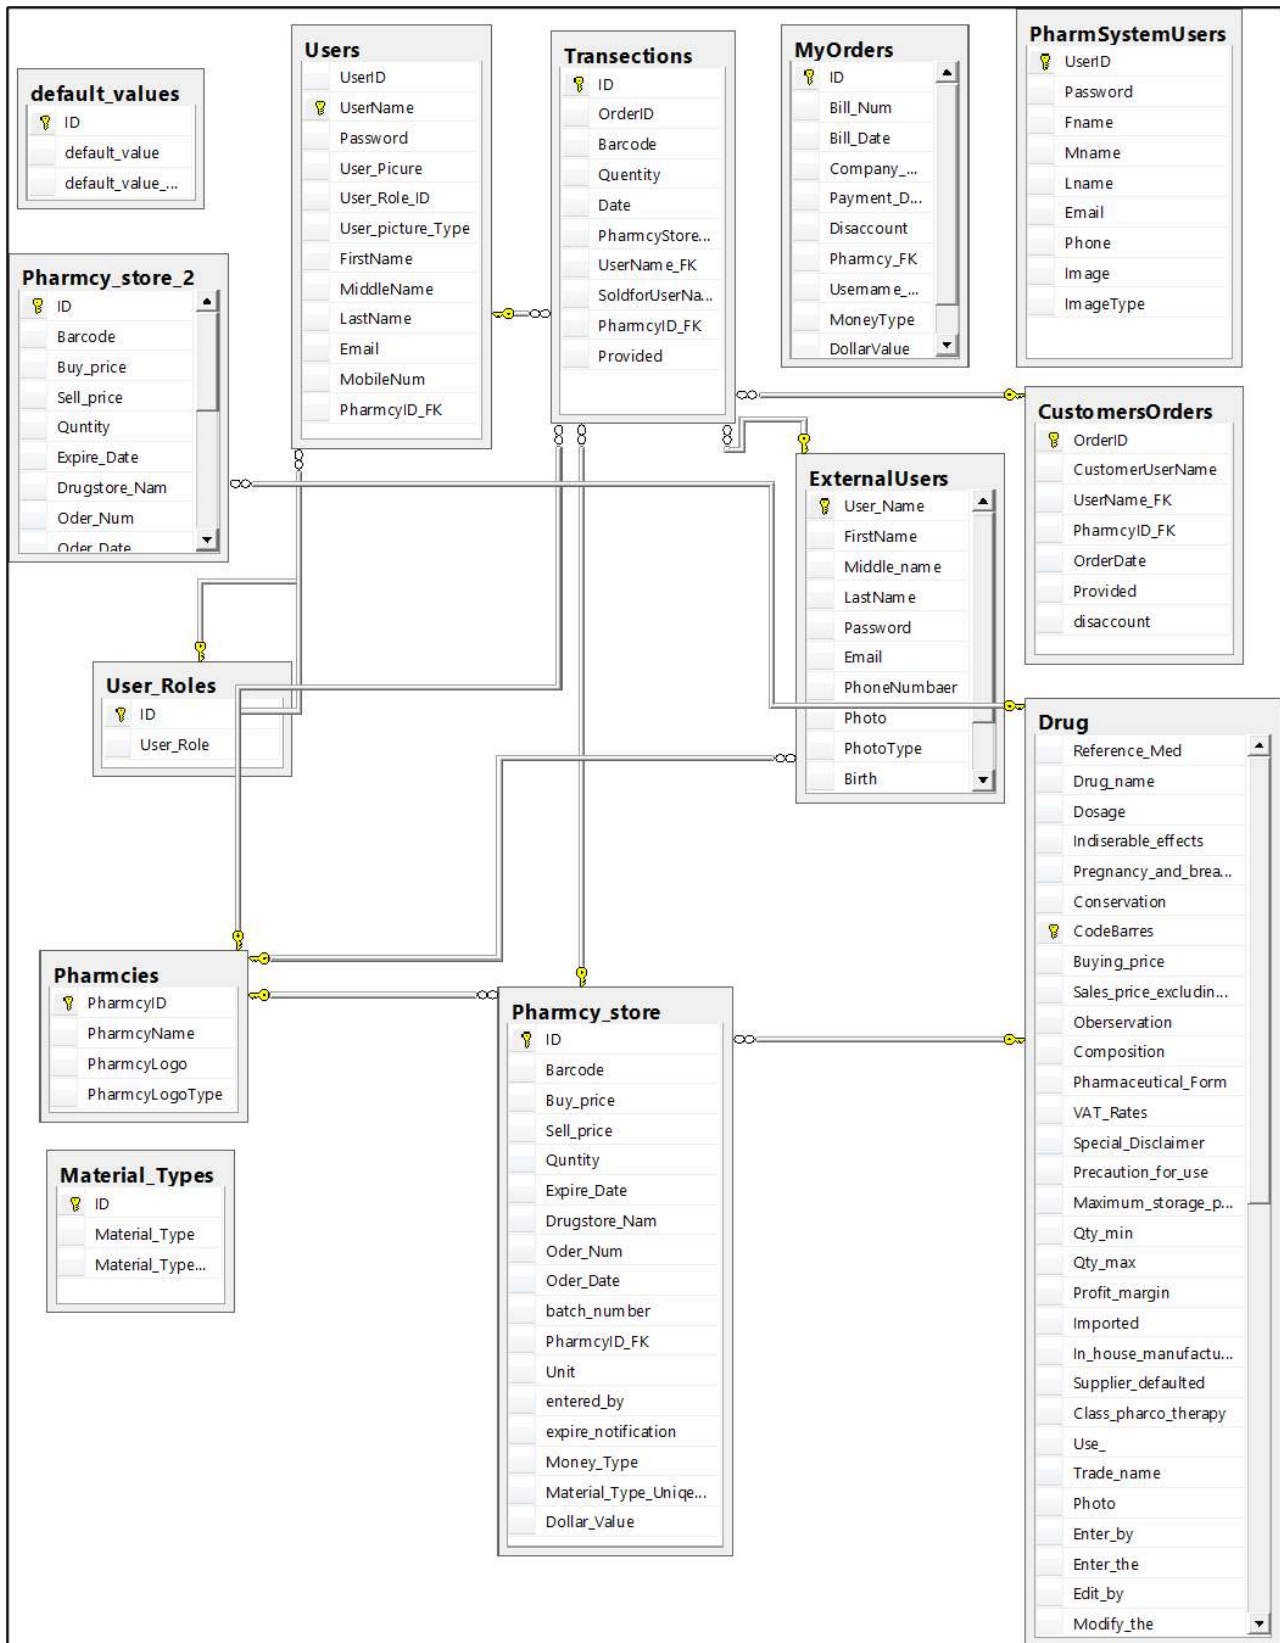 default_values
ID
default_value
default_value_...
Users
UserID
UserName
Password
User_Picure
User_Role_ID
User_picture_Type
FirstName
MiddleName
LastName
Email
MobileNum
PharmcyID_FK
Transections
ID
OrderID
Barcode
Quentity
Date
PharmcyStore...
UserName_FK
SoldforUserNa...
PharmcyID_FK
Provided
MyOrders
ID
Bill_Num
Bill_Date
Company_...
Payment_D...
Disaccount
Pharmcy_FK
Username_...
MoneyType
DollarValue
PharmSystemUsers
UserID
Password
Fname
Mname
Lname
Email
Phone
Image
ImageType
Pharmcy_store_2
ID
Barcode
Buy_price
Sell_price
Quntity
Expire_Date
Drugstore_Nam
Oder_Num
Oder_Date
CustomersOrders
OrderID
CustomerUserName
UserName_FK
PharmcyID_FK
OrderDate
Provided
disaccount
ExternalUsers
User_Name
FirstName
Middle_name
LastName
Password
Email
PhoneNumbaer
Photo
PhotoType
Birth
User_Roles
ID
User_Role
Drug
Reference_Med
Drug_name
Dosage
Indiserable_effects
Pregnancy_and_brea...
Conservation
CodeBarres
Buying_price
Sales_price_excludin...
Oberservation
Composition
Pharmaceutical_Form
VAT_Rates
Special_Disclaimer
Precaution_for_use
Maximum_storage_p...
Qty_min
Qty_max
Profit_margin
Imported
In_house_manufactu...
Supplier_defaulted
Class_pharco_therapy
Use_
Trade_name
Photo
Enter_by
Enter_the
Edit_by
Modify_the
Pharmcies
PharmcyID
PharmcyName
PharmcyLogo
PharmcyLogoType
Pharmcy_store
ID
Barcode
Buy_price
Sell_price
Quntity
Expire_Date
Drugstore_Nam
Oder_Num
Oder_Date
batch_number
PharmcyID_FK
Unit
entered_by
expire_notification
Money_Type
Material_Type_Uniqe...
Dollar_Value
Material_Types
ID
Material_Type
Material_Type...